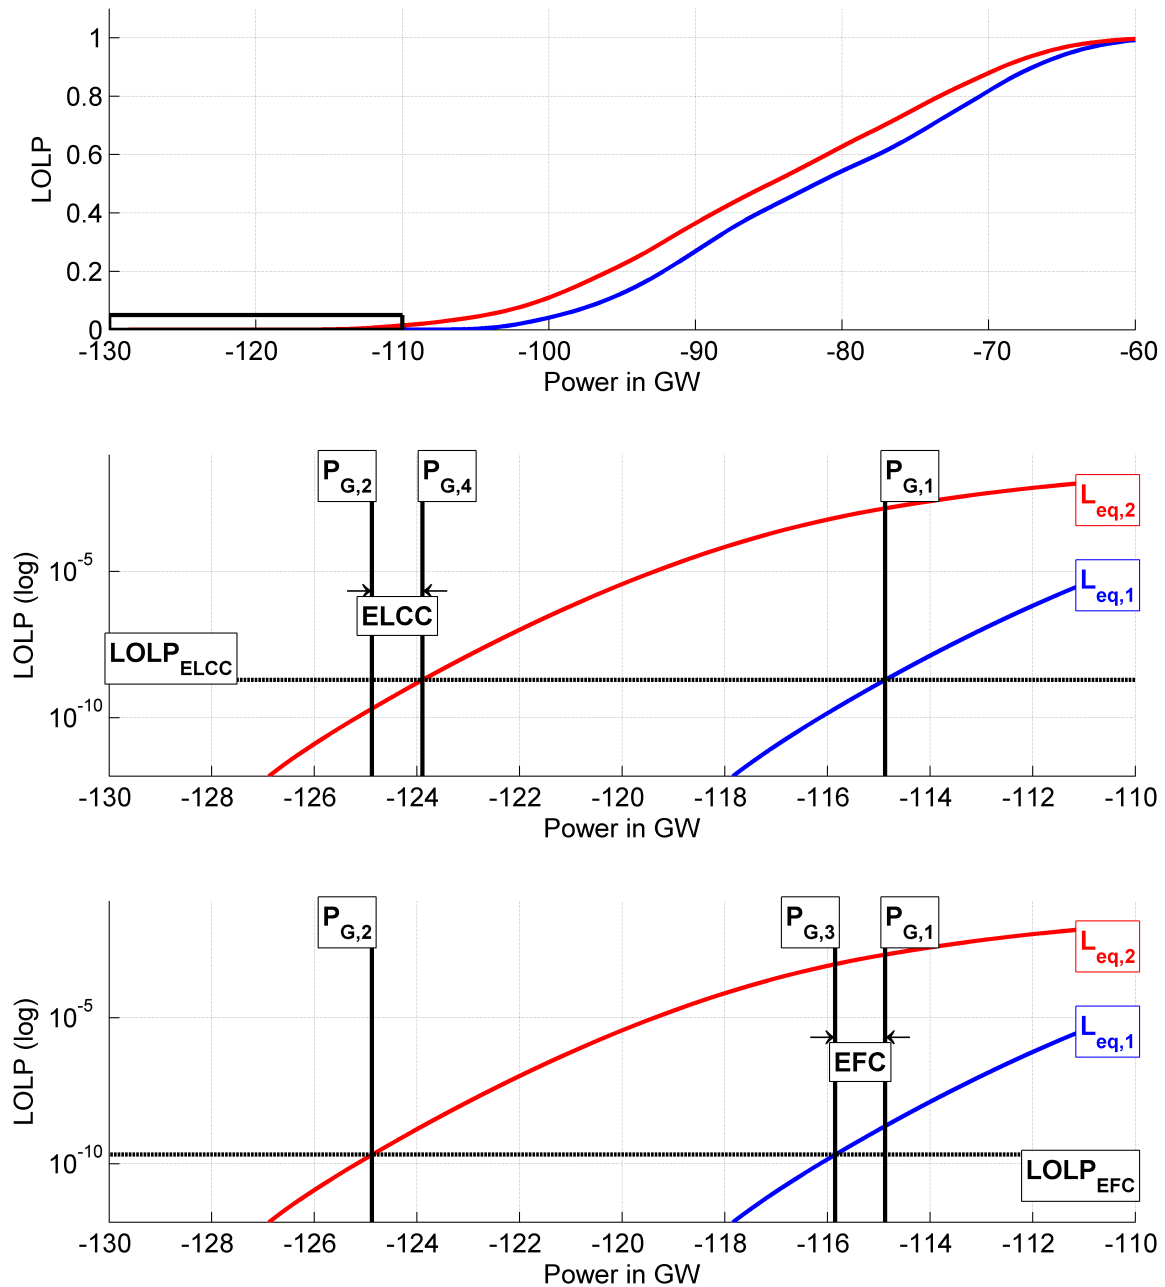 1
0.8
0.6
0.4
0.2
0
LOLP
-130 -120 -110 -100 -90 -80 -70 -60
Power in GW
P_G,2 P_G,4 P_G,1
L_eq,2
L_eq,1
10^-5
10^-10
LOLP (log)
ELCC
LOLP_ELCC
-130 -128 -126 -124 -122 -120 -118 -116 -114 -112 -110
Power in GW
P_G,2 P_G,3 P_G,1
L_eq,2
L_eq,1
10^-5
10^-10
LOLP (log)
EFC
LOLP_EFC
-130 -128 -126 -124 -122 -120 -118 -116 -114 -112 -110
Power in GW